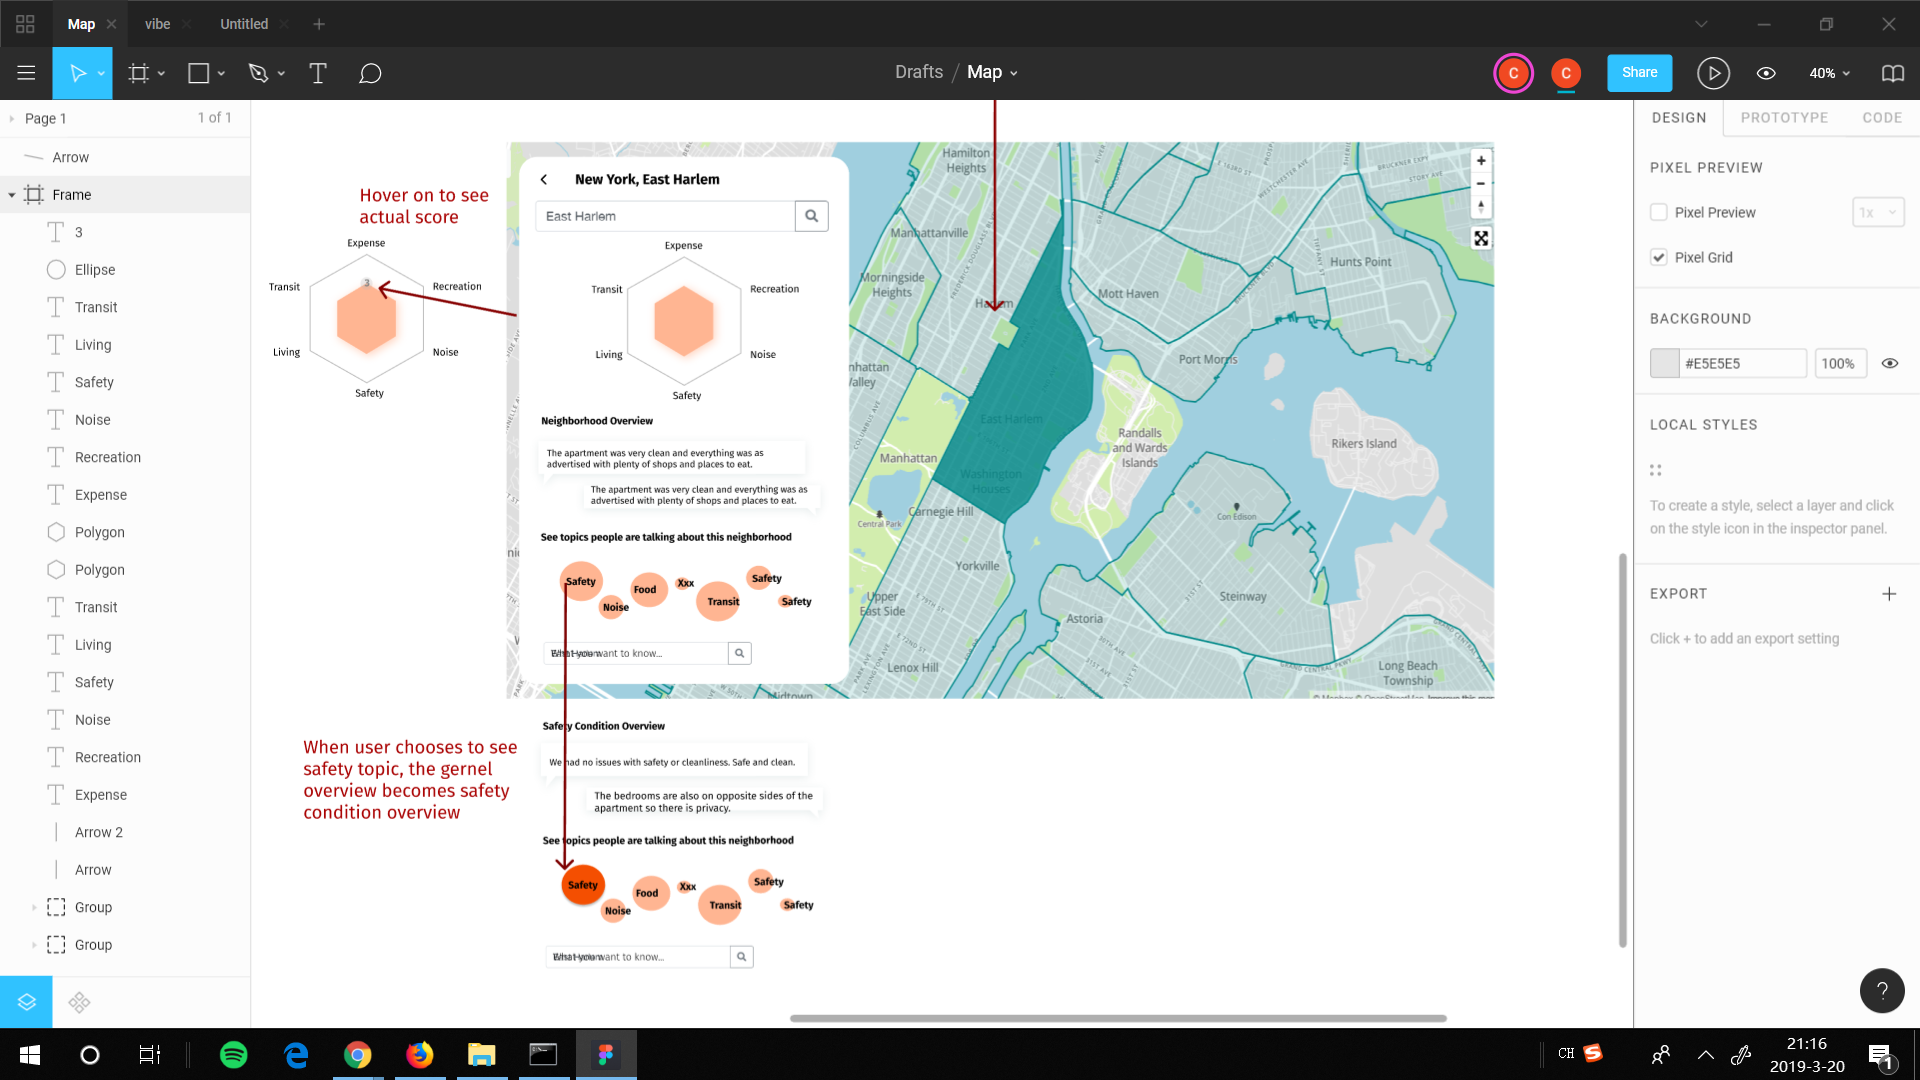 Map
vibe
Untitled
Drafts / Map
C
C
Share
40%
Page 1
1 of 1
Arrow
Frame
3
Ellipse
Transit
Living
Safety
Noise
Recreation
Expense
Polygon
Polygon
Transit
Living
Safety
Noise
Recreation
Expense
Arrow 2
Arrow
Group
Group
Hover on to see
actual score
Expense
Transit
3
Recreation
Living
Noise
Safety
When user chooses to see
safety topic, the gernel
overview becomes safety
condition overview
New York, East Harlem
East Harlem
Expense
Transit
Recreation
Living
Noise
Safety
Neighborhood Overview
The apartment was very clean and everything was as
advertised with plenty of shops and places to eat.
The apartment was very clean and everything was as
advertised with plenty of shops and places to eat.
See topics people are talking about this neighborhood
Safety
Noise
Food
Xxx
Transit
Safety
Safety
want to know...
Safety Condition Overview
We had no issues with safety or cleanliness. Safe and clean.
The bedrooms are also on opposite sides of the
apartment so there is privacy.
See topics people are talking about this neighborhood
Safety
Noise
Food
Xxx
Transit
Safety
Safety
want to know...
Hamilton
Heights
Manhattanville
Morningside
Heights
Harlem
Mott Haven
Hunts Point
Port Morris
East Harlem
Manhattan
Washington
Houses
Randalls
and Wards
Islands
Rikers Island
Carnegie Hill
Central Park
Con Edison
Yorkville
Upper
East Side
Astoria
Steinway
Lenox Hill
Long Beach
Township
Midtown
DESIGN
PROTOTYPE
CODE
PIXEL PREVIEW
Pixel Preview
1x
Pixel Grid
BACKGROUND
#E5E5E5
100%
LOCAL STYLES
To create a style, select a layer and click
on the style icon in the inspector panel.
EXPORT
Click + to add an export setting
?
CH
21:16
2019-3-20
1